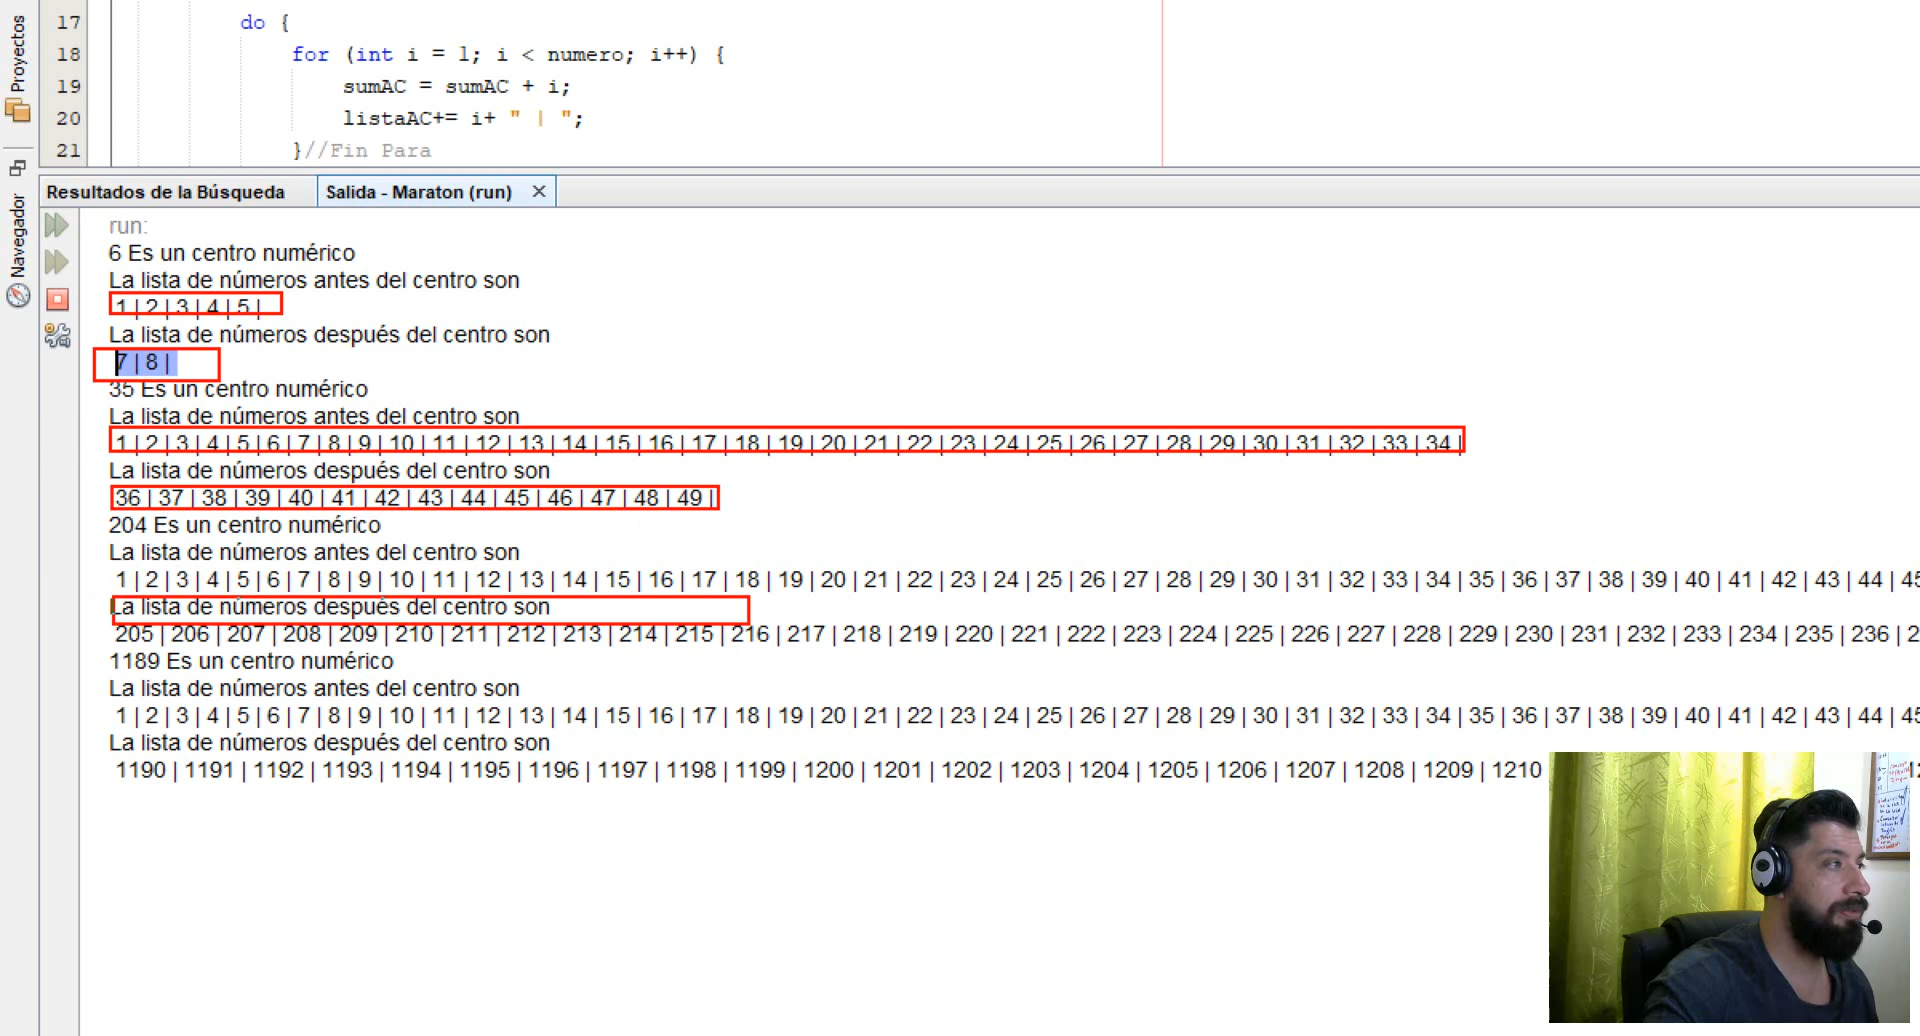 Proyectos
Navegador
17 do {
18 for (int i = 1; i < numero; i++) {
19 sumAC = sumAC + i;
20 listaAC+= i+ " | ";
21 }//Fin Para
Resultados de la Búsqueda
Salida - Maraton (run)
run:
6 Es un centro numérico
La lista de números antes del centro son
1 | 2 | 3 | 4 | 5 |
La lista de números después del centro son
7 | 8 |
35 Es un centro numérico
La lista de números antes del centro son
1 | 2 | 3 | 4 | 5 | 6 | 7 | 8 | 9 | 10 | 11 | 12 | 13 | 14 | 15 | 16 | 17 | 18 | 19 | 20 | 21 | 22 | 23 | 24 | 25 | 26 | 27 | 28 | 29 | 30 | 31 | 32 | 33 | 34 |
La lista de números después del centro son
36 | 37 | 38 | 39 | 40 | 41 | 42 | 43 | 44 | 45 | 46 | 47 | 48 | 49 |
204 Es un centro numérico
La lista de números antes del centro son
1 | 2 | 3 | 4 | 5 | 6 | 7 | 8 | 9 | 10 | 11 | 12 | 13 | 14 | 15 | 16 | 17 | 18 | 19 | 20 | 21 | 22 | 23 | 24 | 25 | 26 | 27 | 28 | 29 | 30 | 31 | 32 | 33 | 34 | 35 | 36 | 37 | 38 | 39 | 40 | 41 | 42 | 43 | 44 | 45
La lista de números después del centro son
205 | 206 | 207 | 208 | 209 | 210 | 211 | 212 | 213 | 214 | 215 | 216 | 217 | 218 | 219 | 220 | 221 | 222 | 223 | 224 | 225 | 226 | 227 | 228 | 229 | 230 | 231 | 232 | 233 | 234 | 235 | 236 | 2
1189 Es un centro numérico
La lista de números antes del centro son
1 | 2 | 3 | 4 | 5 | 6 | 7 | 8 | 9 | 10 | 11 | 12 | 13 | 14 | 15 | 16 | 17 | 18 | 19 | 20 | 21 | 22 | 23 | 24 | 25 | 26 | 27 | 28 | 29 | 30 | 31 | 32 | 33 | 34 | 35 | 36 | 37 | 38 | 39 | 40 | 41 | 42 | 43 | 44 | 45
La lista de números después del centro son
1190 | 1191 | 1192 | 1193 | 1194 | 1195 | 1196 | 1197 | 1198 | 1199 | 1200 | 1201 | 1202 | 1203 | 1204 | 1205 | 1206 | 1207 | 1208 | 1209 | 1210